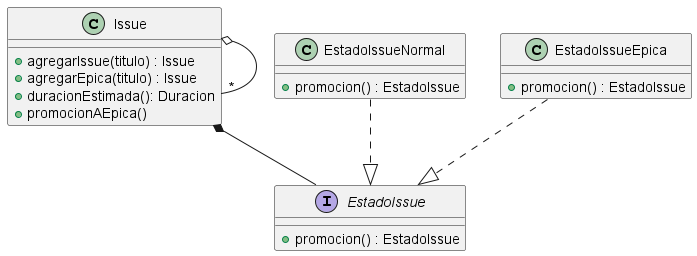 C Issue
agregarIssue(titulo) : Issue
agregarEpica(titulo) : Issue
duracionEstimada(): Duracion
promocionAEpica()
*
C EstadoIssueNormal
promocion() : EstadoIssue
C EstadoIssueEpica
promocion() : EstadoIssue
I EstadoIssue
promocion() : EstadoIssue